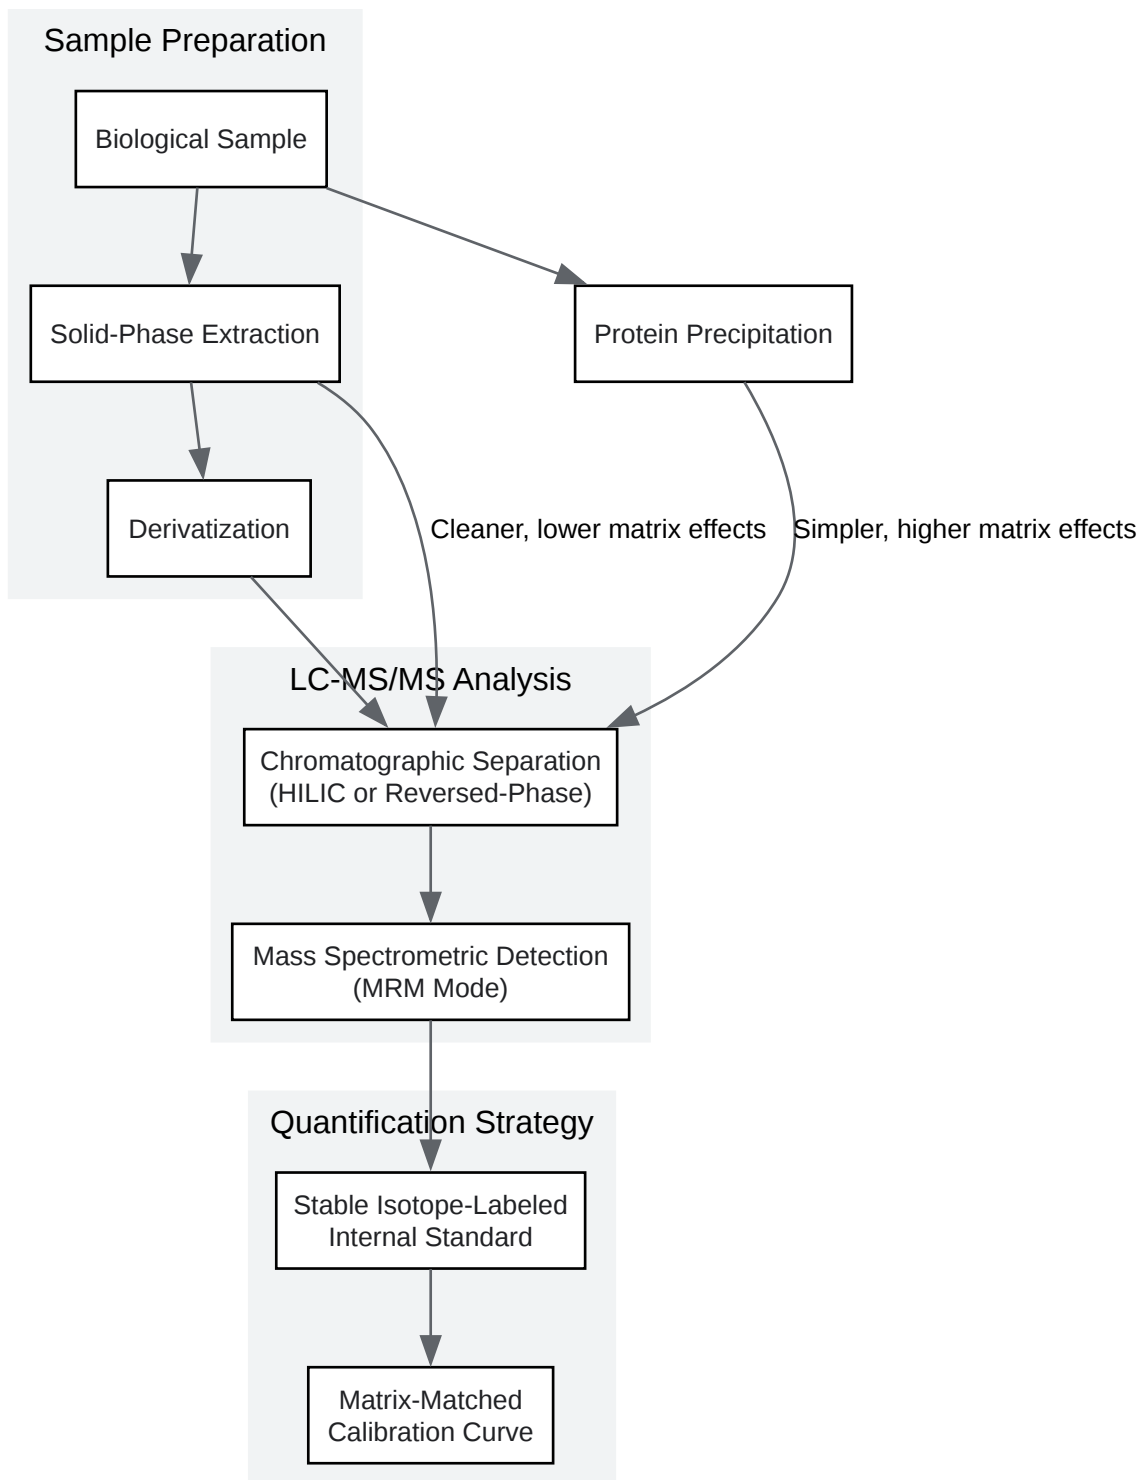 Sample Preparation
Biological Sample
Solid-Phase Extraction
Protein Precipitation
Derivatization
Cleaner, lower matrix effects
Simpler, higher matrix effects
LC-MS/MS Analysis
Chromatographic Separation
(HILIC or Reversed-Phase)
Mass Spectrometric Detection
(MRM Mode)
Quantification Strategy
Stable Isotope-Labeled
Internal Standard
Matrix-Matched
Calibration Curve